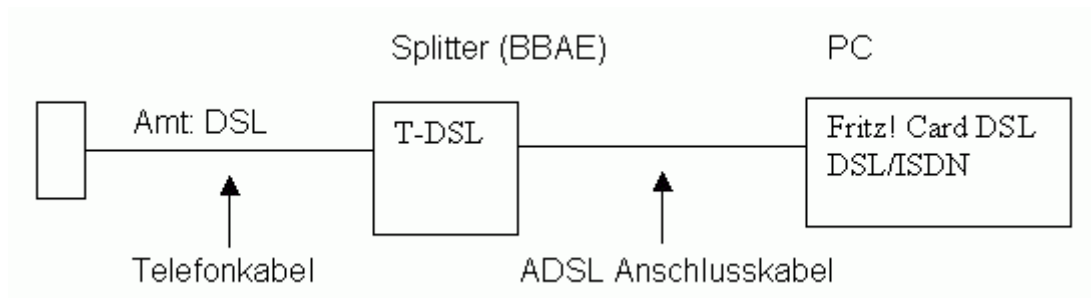 Splitter (BBAE)
PC
Amt: DSL
T-DSL
Fritz! Card DSL
DSL/ISDN
Telefonkabel
ADSL Anschlusskabel